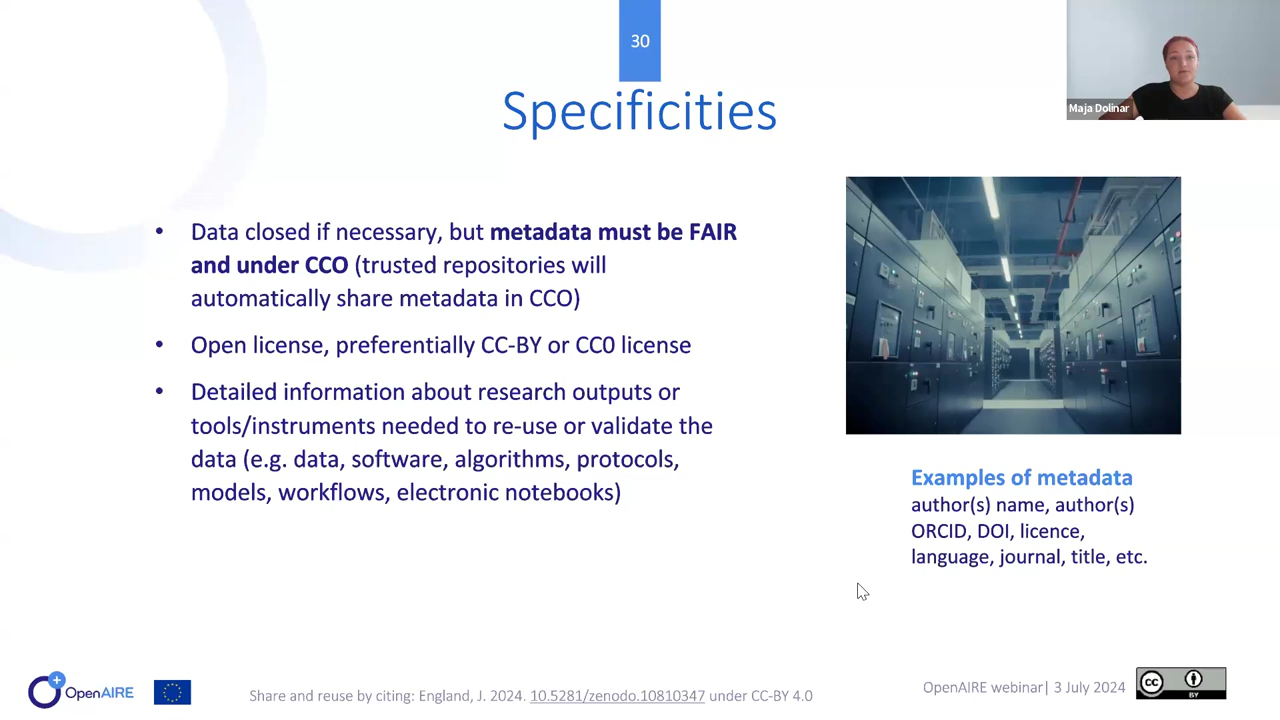 30
Maja Dolinar
Specificities
• Data closed if necessary, but metadata must be FAIR
and under CCO (trusted repositories will
automatically share metadata in CCO)
• Open license, preferentially CC-BY or CC0 license
• Detailed information about research outputs or
tools/instruments needed to re-use or validate the
data (e.g. data, software, algorithms, protocols,
models, workflows, electronic notebooks)
Examples of metadata
author(s) name, author(s)
ORCID, DOI, licence,
language, journal, title, etc.
OpenAIRE
Share and reuse by citing: England, J. 2024. 10.5281/zenodo.10810347 under CC-BY 4.0
OpenAIRE webinar| 3 July 2024
cc
BY